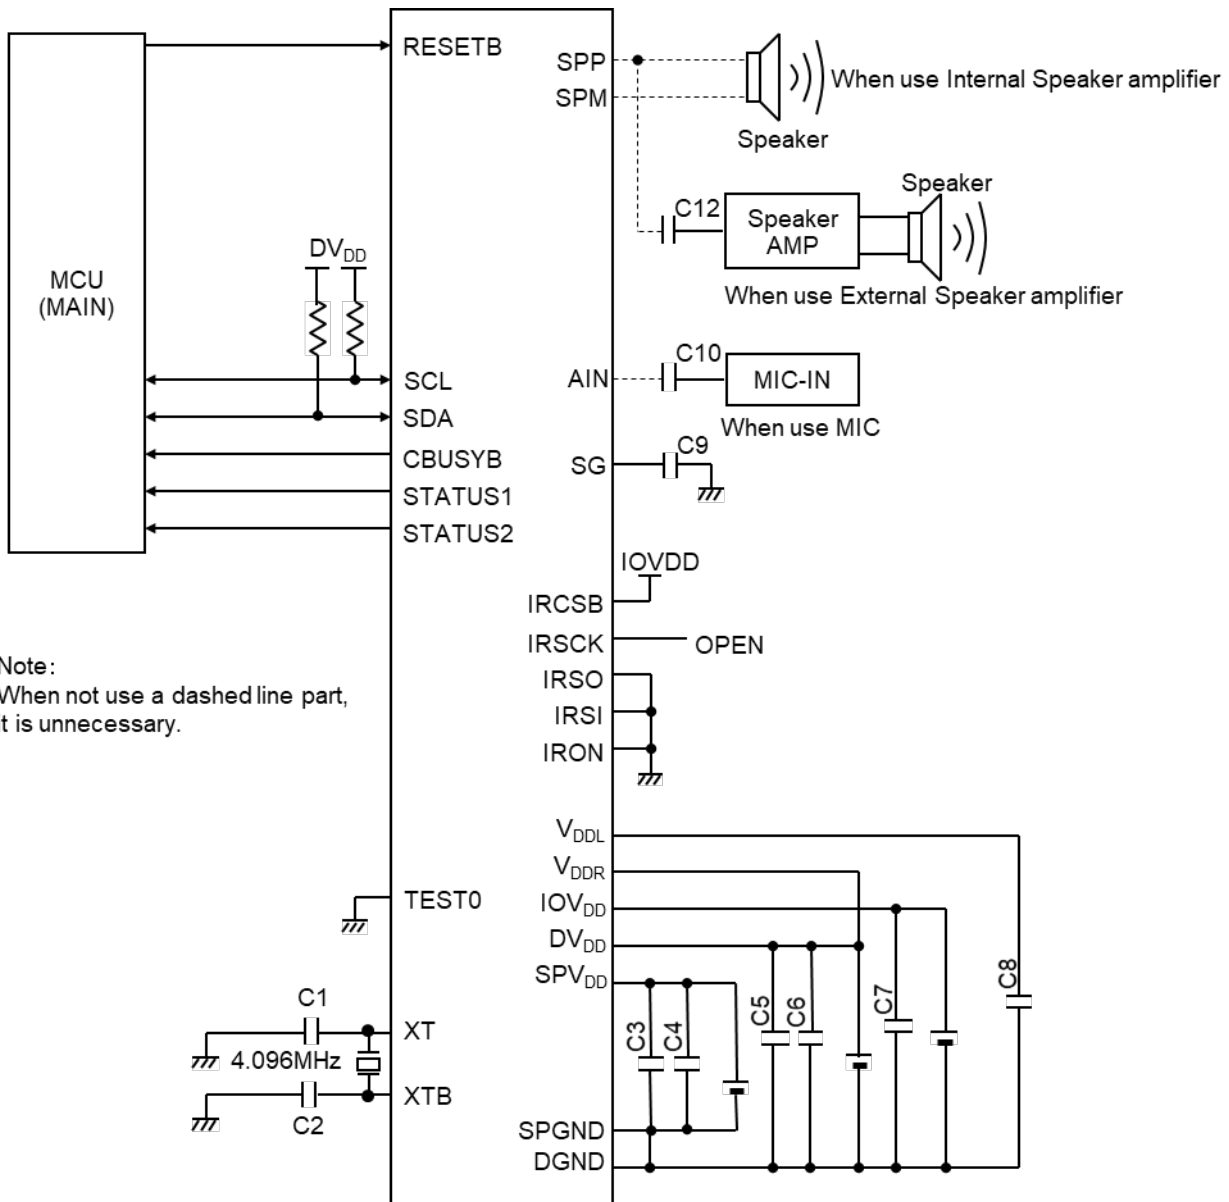 RESETB
SPP
SPM
When use Internal Speaker amplifier
Speaker
Speaker
C12
Speaker
AMP
When use External Speaker amplifier
DVDD
MCU
(MAIN)
C10
AIN
MIC-IN
When use MIC
SCL
SDA
C9
CBUSYB
SG
STATUS1
STATUS2
IOVDD
IRCSB
IRSCK
OPEN
Note:
When not use a dashed line part,
it is unnecessary.
IRSO
IRSI
IRON
VDDL
VDDR
TEST0
IOVDD
DVDD
SPVDD
C8
C7
C5
C6
C3
C4
C1
XT
4.096MHz
XTB
C2
SPGND
DGND